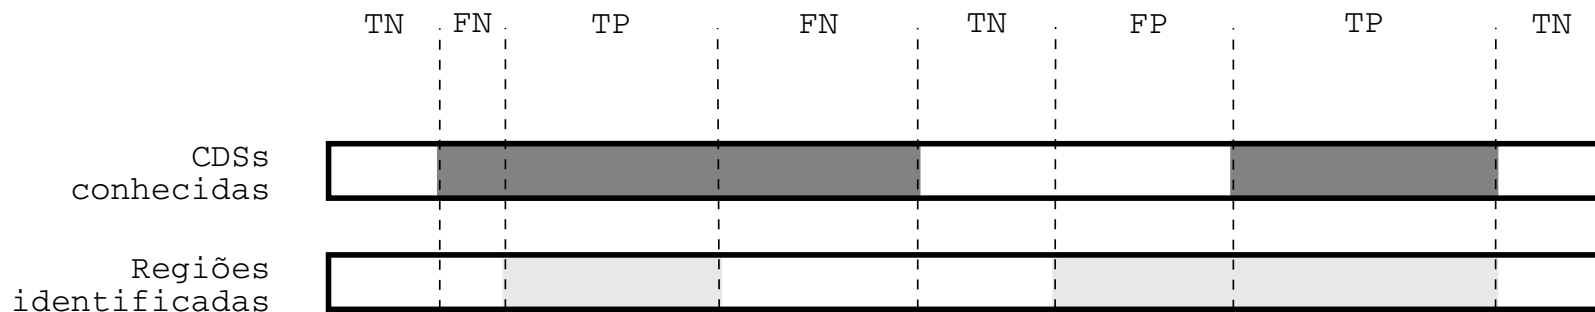 TN FN TP FN TN FP TP TN
CDSs
conhecidas
Regiões
identificadas